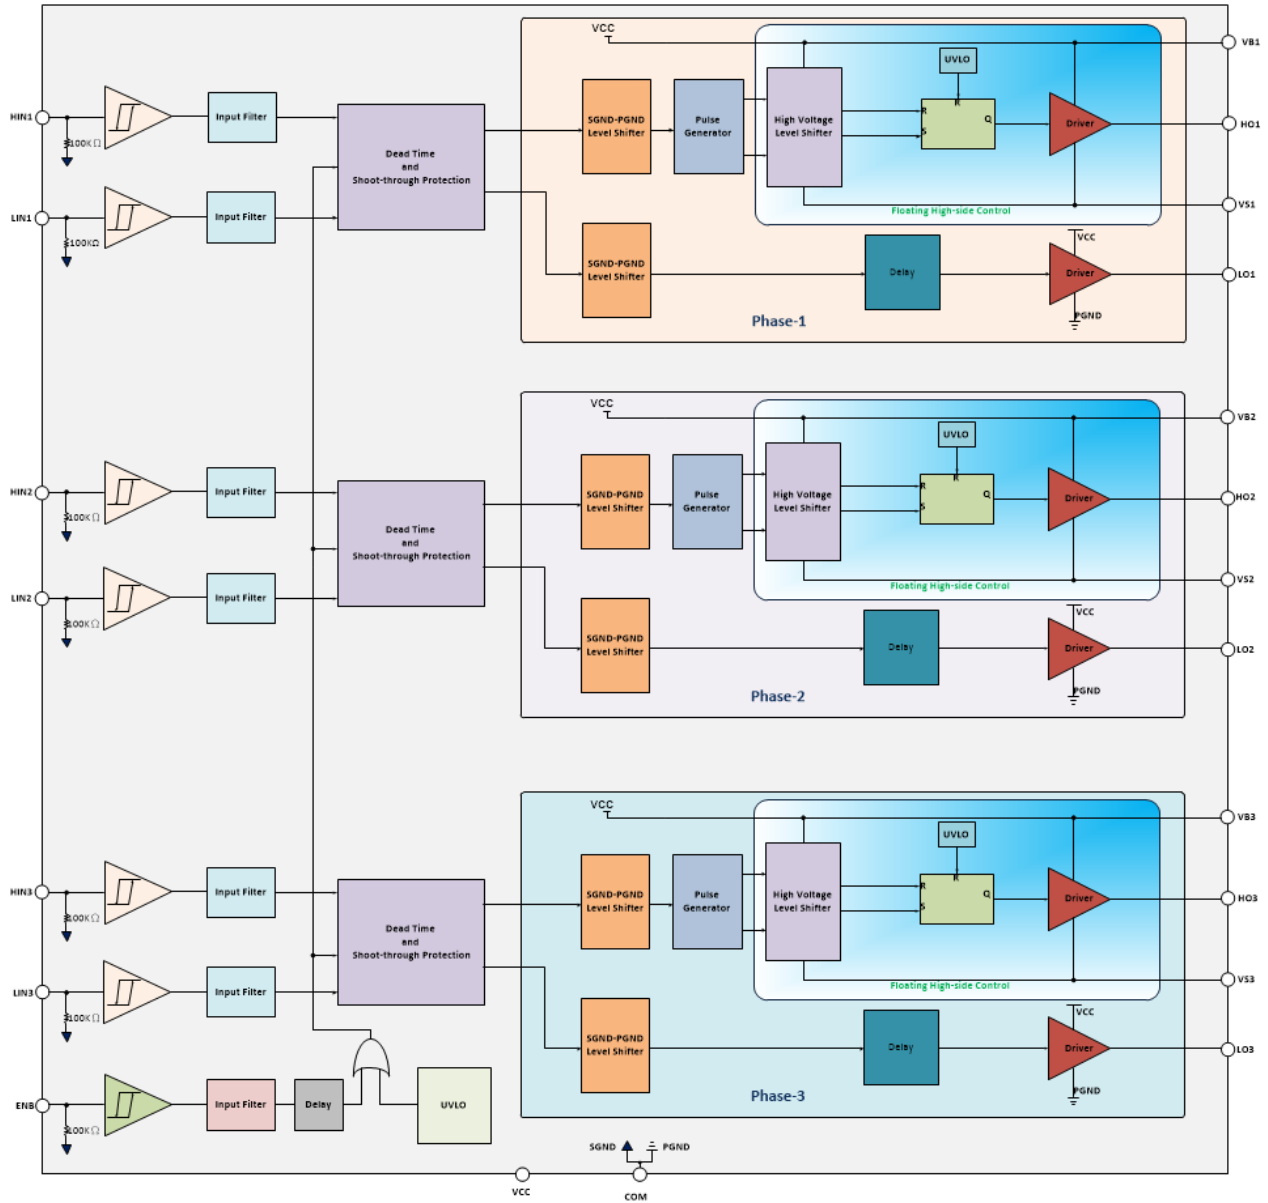 VCC
VB1
UVLO
HIN1
Input Filter
SGND-PGND
Level Shifter
Pulse
Generator
High Voltage
Level Shifter
R
R
S
Q
Driver
HO1
100KΩ
Dead Time
and
Shoot-through Protection
LIN1
Input Filter
VS1
Floating High-side Control
100KΩ
VCC
SGND-PGND
Level Shifter
Delay
Driver
LO1
PGND
Phase-1
VCC
VB2
UVLO
HIN2
Input Filter
SGND-PGND
Level Shifter
Pulse
Generator
High Voltage
Level Shifter
R
R
S
Q
Driver
HO2
100KΩ
Dead Time
and
Shoot-through Protection
LIN2
Input Filter
VS2
Floating High-side Control
100KΩ
VCC
SGND-PGND
Level Shifter
Delay
Driver
LO2
PGND
Phase-2
VCC
VB3
UVLO
HIN3
Input Filter
SGND-PGND
Level Shifter
Pulse
Generator
High Voltage
Level Shifter
R
R
S
Q
Driver
HO3
100KΩ
Dead Time
and
Shoot-through Protection
LIN3
Input Filter
VS3
Floating High-side Control
100KΩ
VCC
SGND-PGND
Level Shifter
Delay
Driver
LO3
PGND
Phase-3
ENB
Input Filter
Delay
UVLO
100KΩ
SGND
PGND
VCC
COM